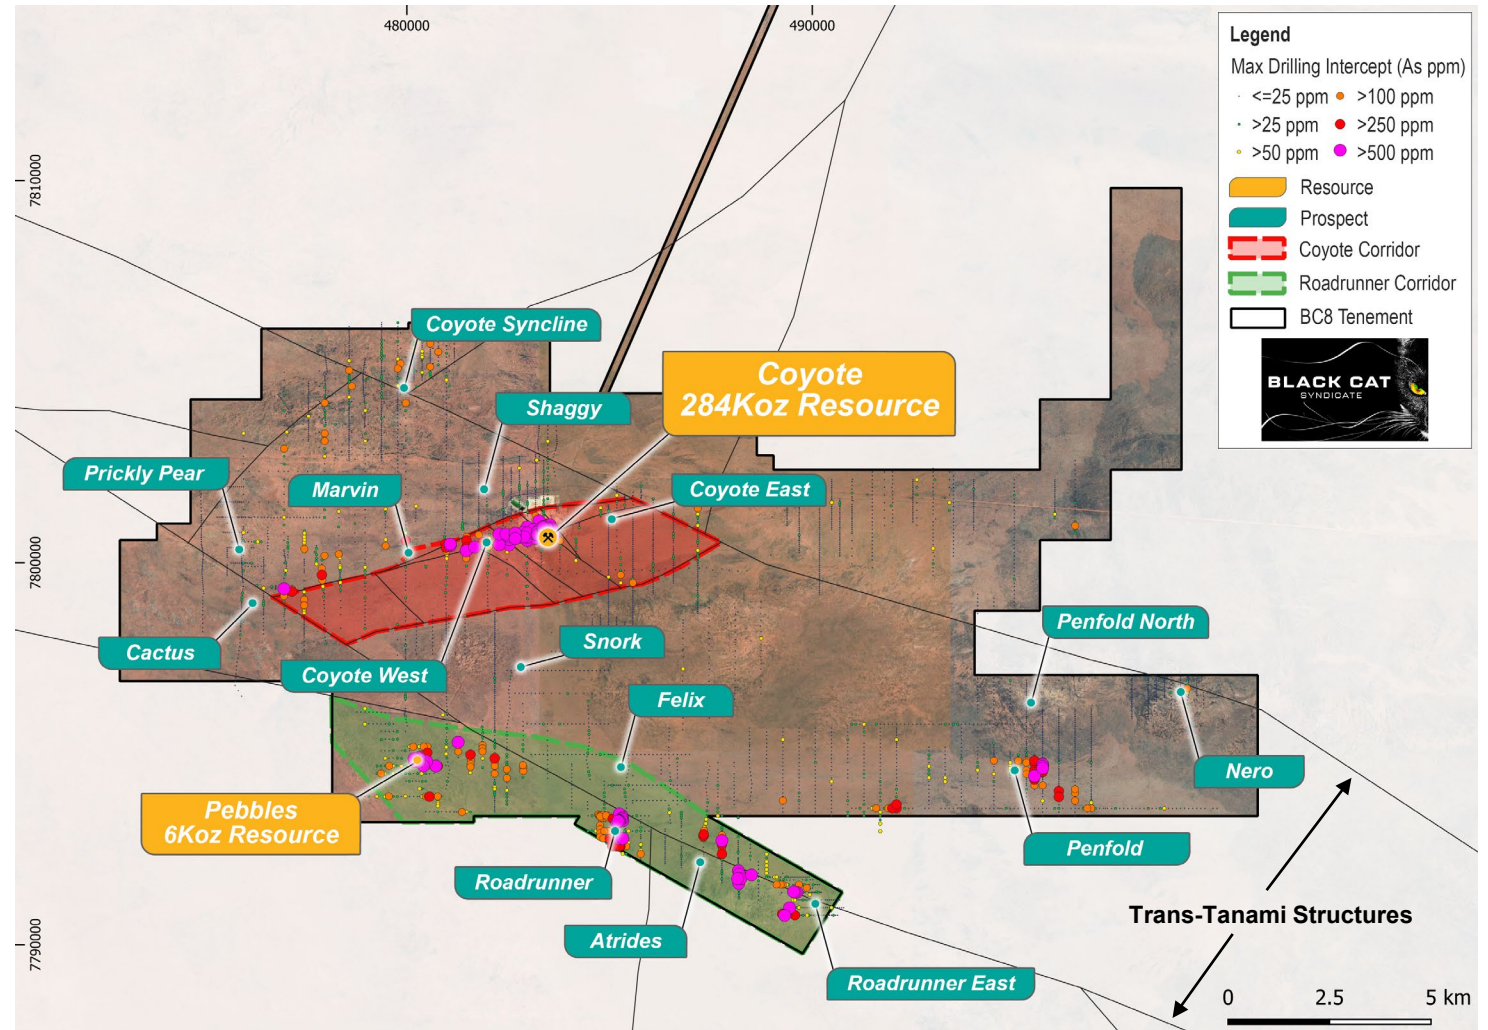 480000
490000
7810000
7800000
7790000
Legend
Max Drilling Intercept (As ppm)
<=25 ppm
>100 ppm
>25 ppm
>250 ppm
>50 ppm
>500 ppm
Resource
Prospect
Coyote Corridor
Roadrunner Corridor
BC8 Tenement
BLACK CAT
SYNDICATE
Coyote Syncline
Coyote
284Koz Resource
Shaggy
Prickly Pear
Marvin
Coyote East
Penfold North
Snork
Cactus
Coyote West
Felix
Nero
Pebbles
6Koz Resource
Penfold
Roadrunner
Atrides
Roadrunner East
Trans-Tanami Structures
0 2.5 5 km